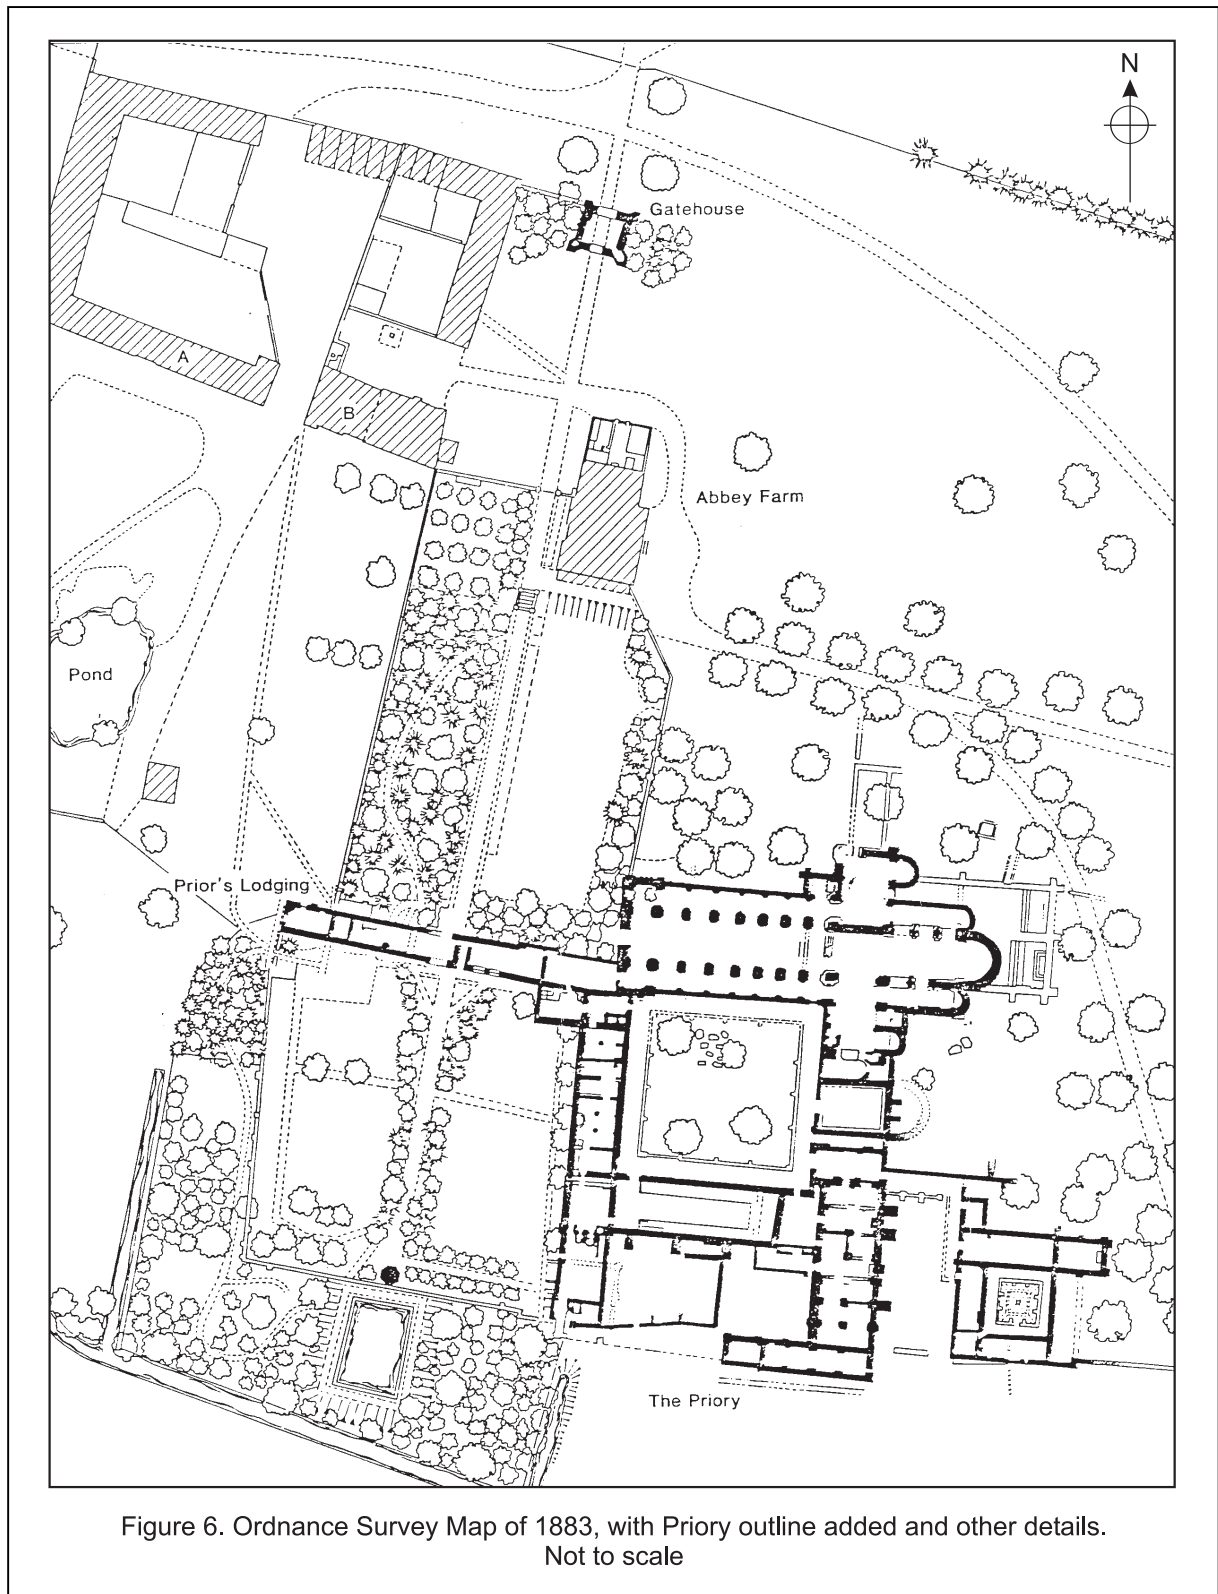 N
Gatehouse
A
B
Abbey Farm
Pond
Prior's Lodging
The Priory
Figure 6. Ordnance Survey Map of 1883, with Priory outline added and other details.
Not to scale